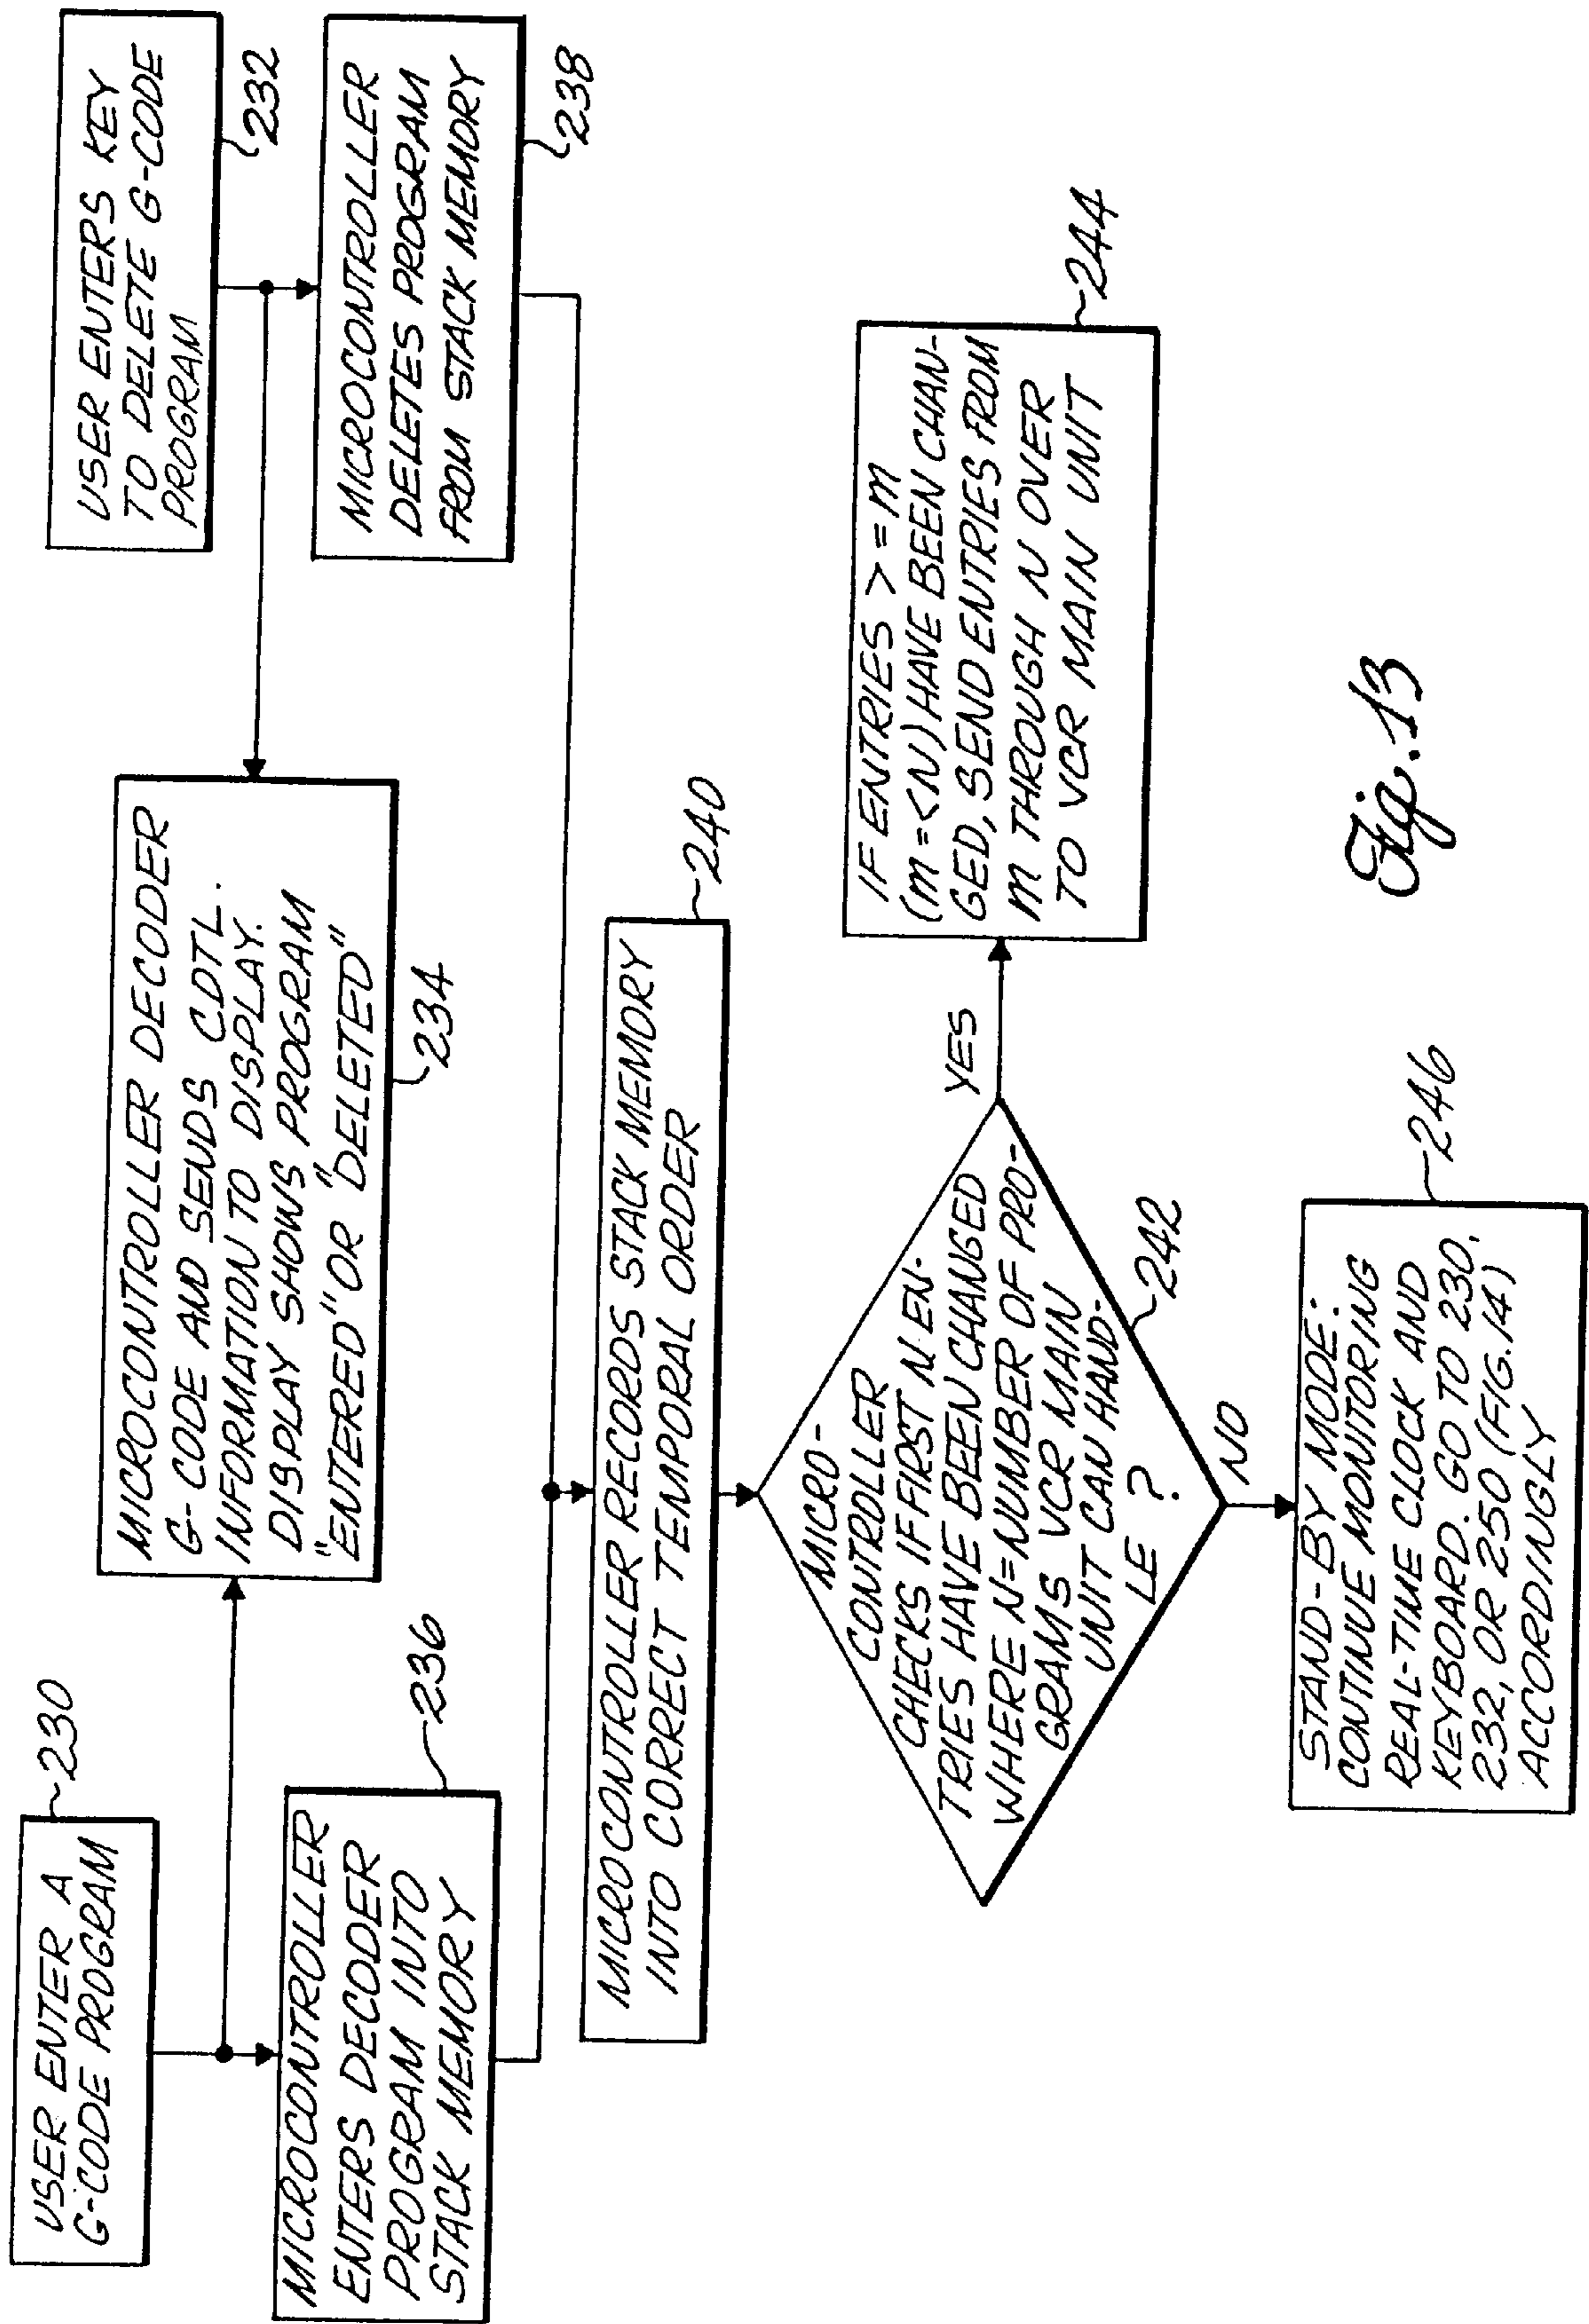 USER ENTER A
G-CODE PROGRAM
230
MICROCONTROLLER DECODER
G-CODE AND SENDS CDTL.
INFORMATION TO DISPLAY.
DISPLAY SHOWS PROGRAM
"ENTERED" OR "DELETED"
234
USER ENTERS KEY
TO DELETE G-CODE
PROGRAM
232
MICROCONTROLLER
ENTERS DECODER
PROGRAM INTO
STACK MEMORY
236
MICROCONTROLLER
DELETES PROGRAM
FROM STACK MEMORY
238
MICROCONTROLLER RECORDS STACK MEMORY
INTO CORRECT TEMPORAL ORDER
240
MICRO-
CONTROLLER
CHECKS IF FIRST N EN-
TRIES HAVE BEEN CHANGED
WHERE N=NUMBER OF PRO-
GRAMS VCR MAIN
UNIT CAN HAND-
LE ?
242
YES
IF ENTRIES >=M
(M=<N) HAVE BEEN CHAN-
GED, SEND ENTRIES FROM
M THROUGH N OVER
TO VCR MAIN UNIT
244
NO
STAND-BY MODE:
CONTINUE MONITORING
REAL-TIME CLOCK AND
KEYBOARD. GO TO 230,
232, OR 250 (FIG.14)
ACCORDINGLY
246
Fig. 13